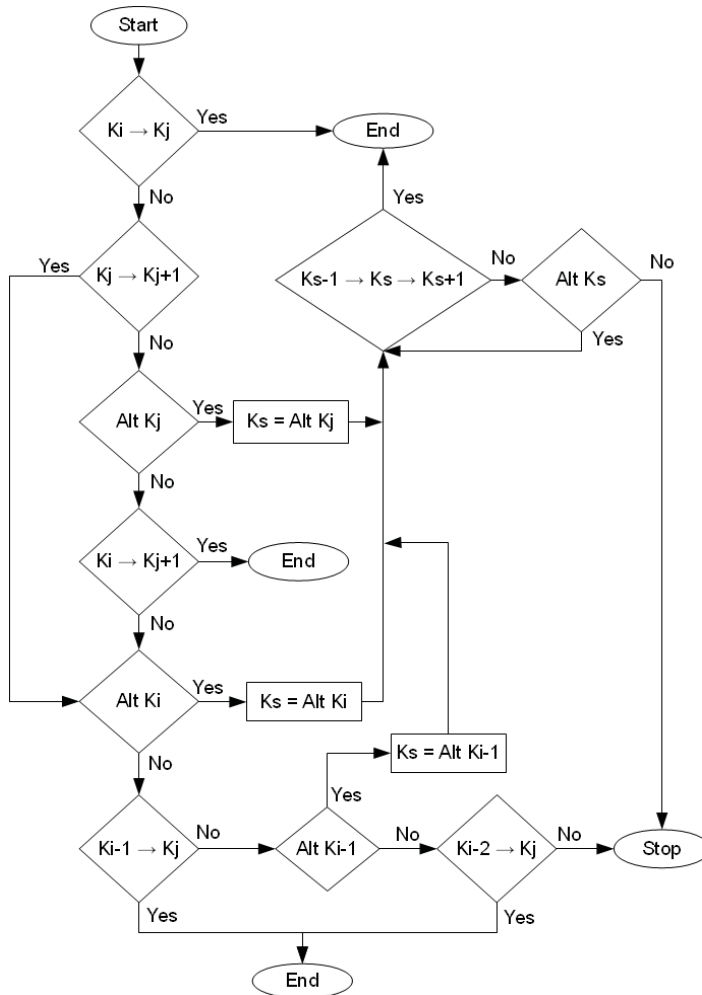 Start
Ki → Kj
Yes
End
No
Yes
Kj → Kj+1
Ks-1 → Ks → Ks+1
Yes
No
Alt Ks
No
Yes
No
Alt Kj
Yes
Ks = Alt Kj
No
Ki → Kj+1
Yes
End
No
Alt Ki
Yes
Ks = Alt Ki
No
Ks = Alt Ki-1
Yes
Ki-1 → Kj
No
Alt Ki-1
No
Ki-2 → Kj
No
Stop
Yes
Yes
End